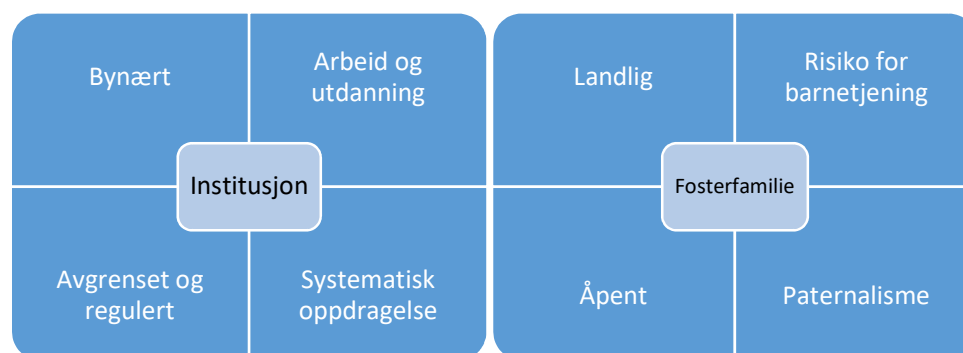 Bynært
Arbeid og
utdanning
Institusjon
Avgrenset og
regulert
Systematisk
oppdragelse
Landlig
Risiko for
barnetjening
Fosterfamilie
Åpent
Paternalisme